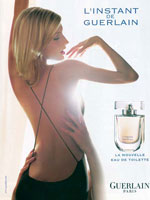 L'INSTANT
DE
GUERLAIN
LA NOUVELLE
EAU DE TOILETTE
GUERLAIN
PARIS